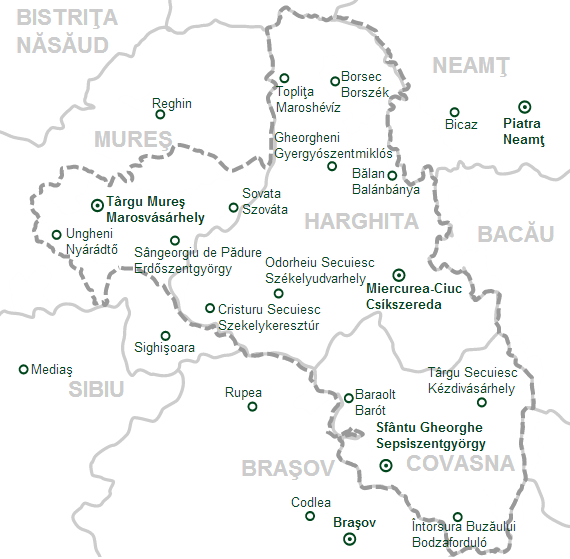 BISTRIŢA
NĂSĂUD
NEAMŢ
Borsec
Borszék
Topliţa
Maroshévíz
Reghin
Bicaz
Piatra
Neamţ
MUREŞ
Gheorgheni
Gyergyószentmiklós
Bălan
Balánbánya
Sovata
Szováta
Târgu Mureş
Marosvásárhely
HARGHITA
BACĂU
Ungheni
Nyárádtő
Sângeorgiu de Pădure
Erdőszentgyörgy
Odorheiu Secuiesc
Székelyudvarhely
Miercurea-Ciuc
Csíkszereda
Cristuru Secuiesc
Szekelykeresztúr
Sighişoara
Mediaş
SIBIU
Târgu Secuiesc
Kézdivásárhely
Rupea
Baraolt
Barót
Sfântu Gheorghe
Sepsiszentgyörgy
BRAŞOV
COVASNA
Codlea
Braşov
Întorsura Buzăului
Bodzaforduló